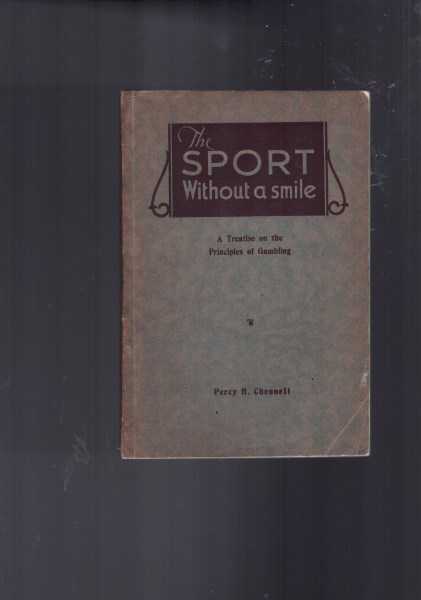 The
SPORT
Without a smile
A Treatise on the
Principles of Gambling
Percy H. Chennell